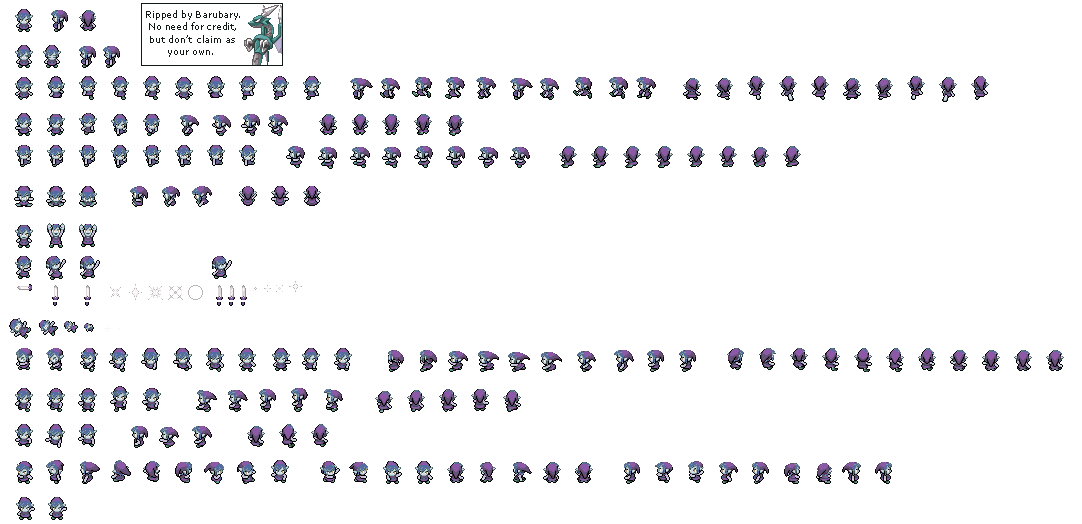 Ripped by Barubary.
No need for credit,
but don't claim as
your own.